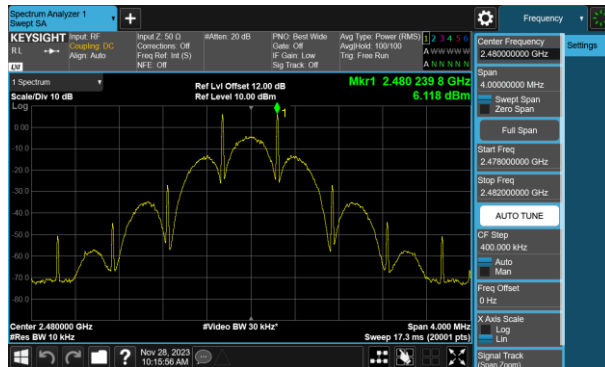 Spectrum Analyzer 1
Swept SA
+
Frequency
KEYSIGHT
RL
Input: RF
Coupling: DC
Align: Auto
Input Z: 50 Ω
Corrections: Off
Freq Ref: Int (S)
NFE: Off
#Atten: 20 dB
PNO: Best Wide
Gate: Off
IF Gain: Low
Sig Track: Off
Avg Type: Power (RMS)
Avg|Hold: 100/100
Trig: Free Run
1 2 3 4 5 6
A W W W W W
A N N N N N
LNI
1 Spectrum
Scale/Div 10 dB
Ref Lvl Offset 12.00 dB
Ref Level 10.00 dBm
Mkr1 2.480 239 8 GHz
6.118 dBm
Log
1
0.00
-10.0
-20.0
-30.0
-40.0
-50.0
-60.0
-70.0
-80.0
Center 2.480000 GHz
#Res BW 10 kHz
#Video BW 30 kHz*
Span 4.000 MHz
Sweep 17.3 ms (20001 pts)
Center Frequency
2.480000000 GHz
Settings
Span
4.00000000 MHz
Swept Span
Zero Span
Full Span
Start Freq
2.478000000 GHz
Stop Freq
2.482000000 GHz
AUTO TUNE
CF Step
400.000 kHz
Auto
Man
Freq Offset
0 Hz
X Axis Scale
Log
Lin
Signal Track
(Span Zoom)
?
Nov 28, 2023
10:15:56 AM